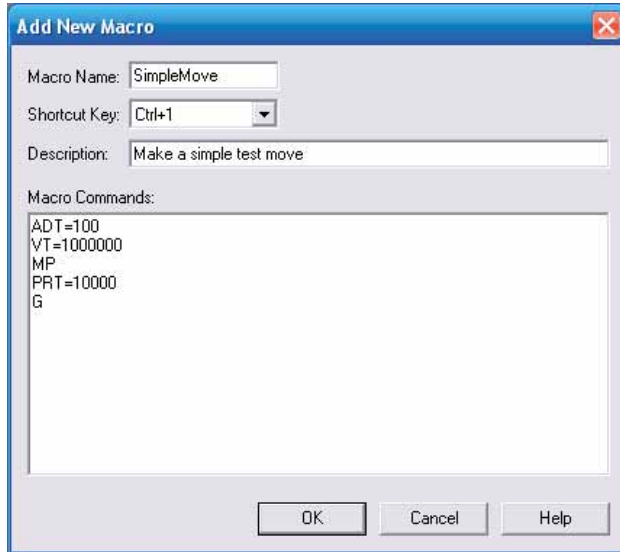 Add New Macro
Macro Name: SimpleMove
Shortcut Key: Ctrl+1
Description: Make a simple test move
Macro Commands:
ADT=100
VT=1000000
MP
PRT=10000
G
OK Cancel Help